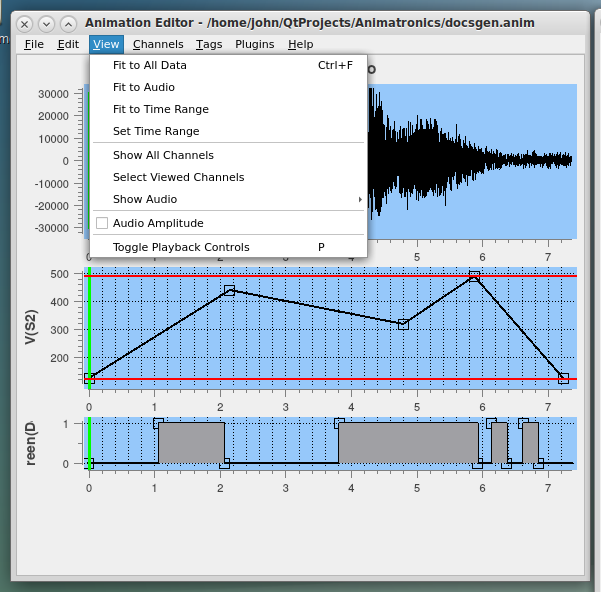 Animation Editor - /home/john/QtProjects/Animatronics/docsgen.anim
File Edit View Channels Tags Plugins Help
Fit to All Data Ctrl+F
Fit to Audio
Fit to Time Range
Set Time Range
Show All Channels
Select Viewed Channels
Show Audio
Audio Amplitude
Toggle Playback Controls P
30000
20000
10000
0
-10000
-20000
-30000
3 4 5 6 7
500
400
300
200
V(S2)
0 1 2 3 4 5 6 7
1
0
reen(D
0 1 2 3 4 5 6 7